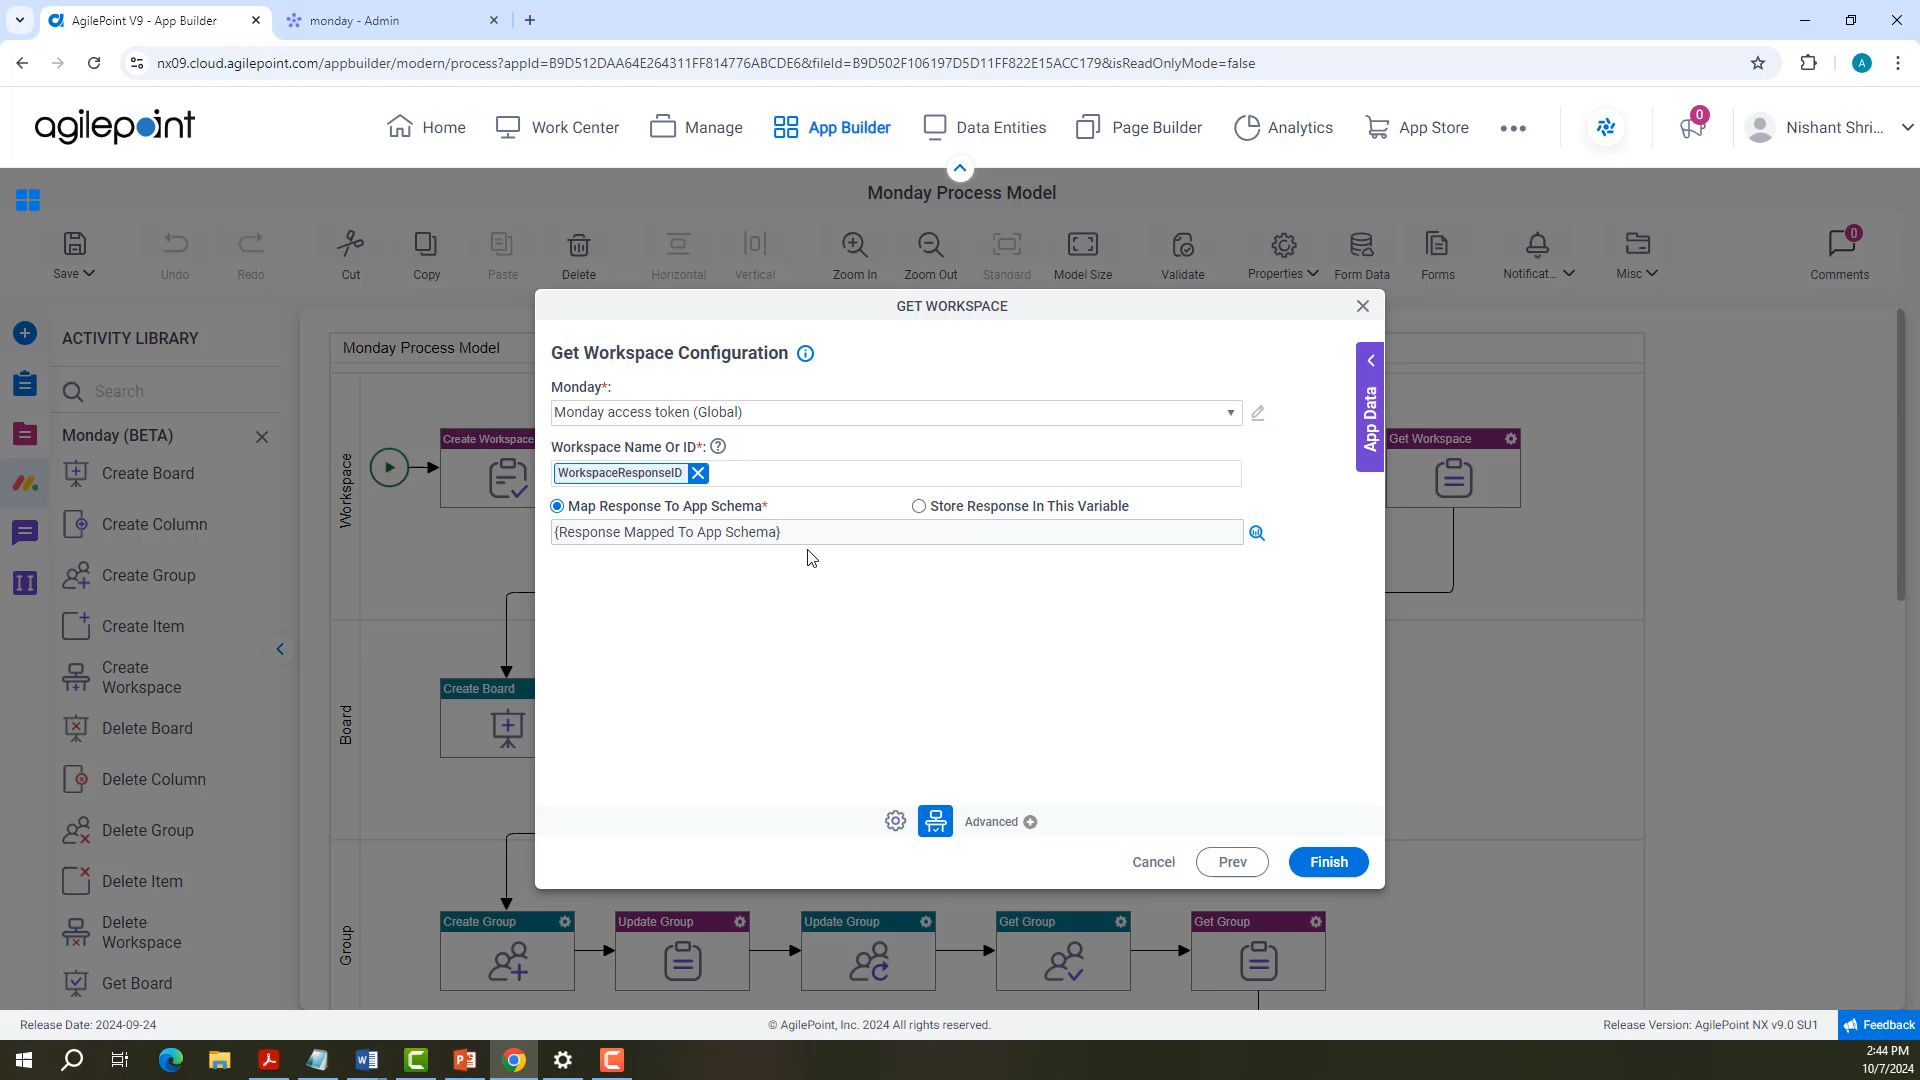 AgilePoint V9 - App Builder
monday - Admin
nx09.cloud.agilepoint.com/appbuilder/modern/process?appId=B9D512DAA64E264311FF814776ABCDE6&fileId=B9D502F106197D5D11FF822E15ACC179&isReadOnlyMode=false
A
agilepoint
Home
Work Center
Manage
App Builder
Data Entities
Page Builder
Analytics
App Store
0
Nishant Shri...
Monday Process Model
Save
Undo
Redo
Cut
Copy
Paste
Delete
Horizontal
Vertical
Zoom In
Zoom Out
Standard
Model Size
Validate
Properties
Form Data
Forms
Notificat...
Misc
0
Comments
ACTIVITY LIBRARY
Search
Monday (BETA)
Create Board
Create Column
Create Group
Create Item
Create
Workspace
Delete Board
Delete Column
Delete Group
Delete Item
Delete
Workspace
Get Board
Monday Process Model
Workspace
Create Workspace
Get Workspace
Board
Create Board
Group
Create Group
Update Group
Update Group
Get Group
Get Group
GET WORKSPACE
Get Workspace Configuration
Monday*:
Monday access token (Global)
Workspace Name Or ID*:
WorkspaceResponseID
Map Response To App Schema*
Store Response In This Variable
{Response Mapped To App Schema}
App Data
Advanced
Cancel
Prev
Finish
Release Date: 2024-09-24
© AgilePoint, Inc. 2024 All rights reserved.
Release Version: AgilePoint NX v9.0 SU1
Feedback
2:44 PM
10/7/2024